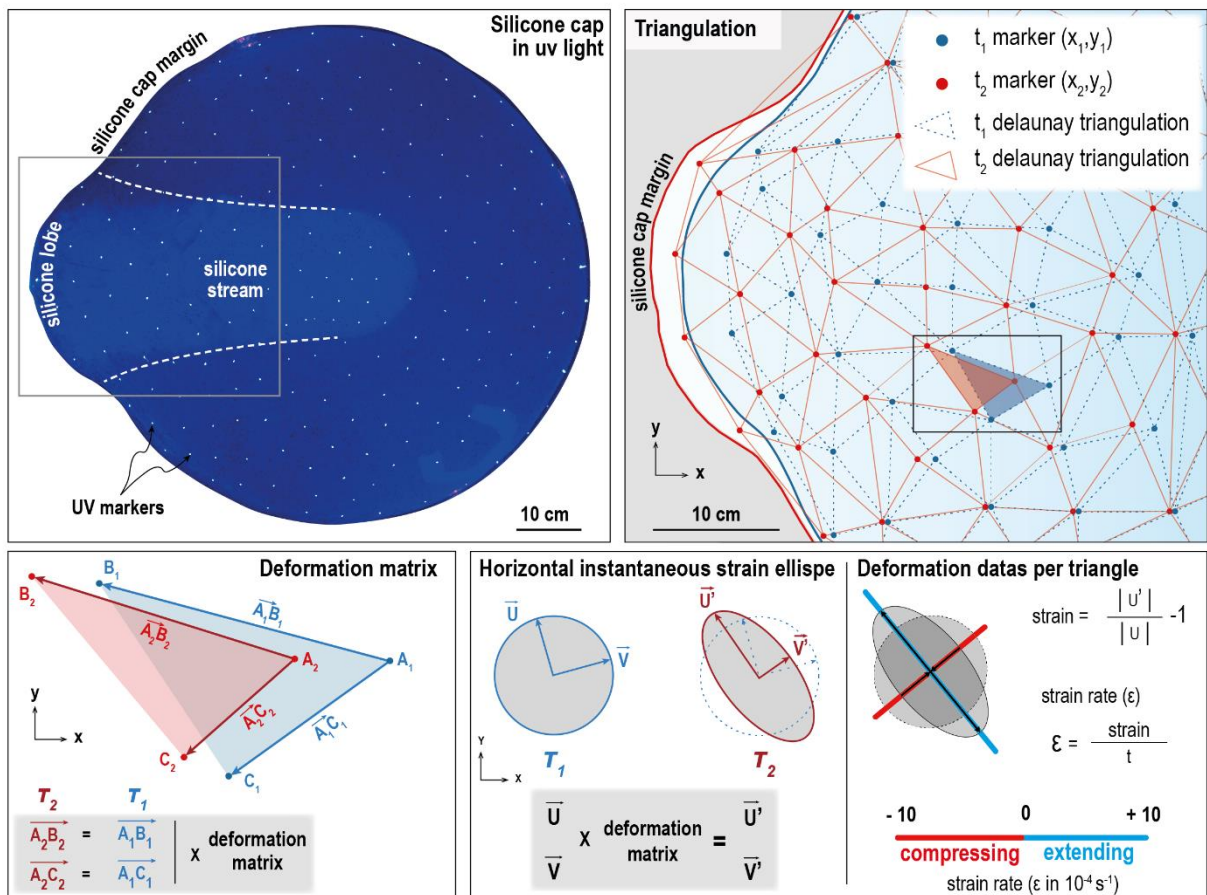 Silicone cap
in uv light
silicone cap margin
silicone lobe
silicone
stream
UV markers
10 cm
Triangulation
t1 marker (x1,y1)
t2 marker (x2,y2)
t1 delaunay triangulation
t2 delaunay triangulation
silicone cap margin
y
x
10 cm
Deformation matrix
B1
B2
A1B1
A2B2
A2
A1
A2C2
A1C1
C2
C1
y
x
T2 T1
A2B2 = A1B1
A2C2 = A1C1
x deformation
matrix
Horizontal instantaneous strain ellispe
U
V
U'
V'
Y
X
T1
T2
U
V
x deformation
matrix
=
U'
V'
Deformation datas per triangle
strain = |U'| / |U| -1
strain rate (ε)
ε = strain / t
- 10 0 + 10
compressing extending
strain rate (ε in 10⁻⁴ s⁻¹)